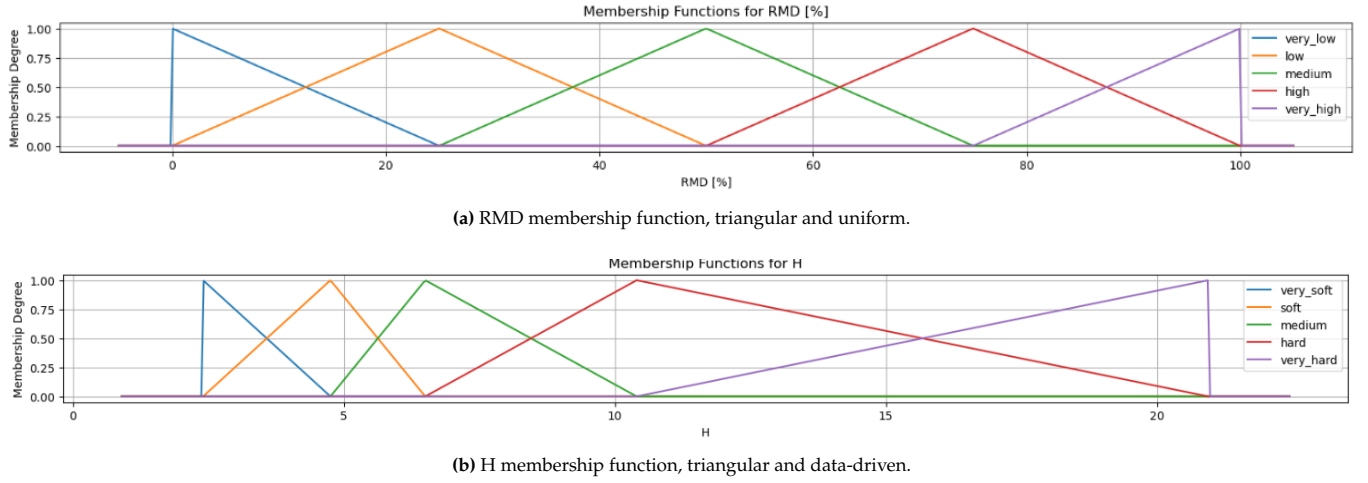 Membership Functions for RMD [%]
Membership Degree
1.00
0.75
0.50
0.25
0.00
very_low
low
medium
high
very_high
0
20
40
60
80
100
RMD [%]
(a) RMD membership function, triangular and uniform.
Membership Functions for H
Membership Degree
1.00
0.75
0.50
0.25
0.00
very_soft
soft
medium
hard
very_hard
0
5
10
15
20
H
(b) H membership function, triangular and data-driven.